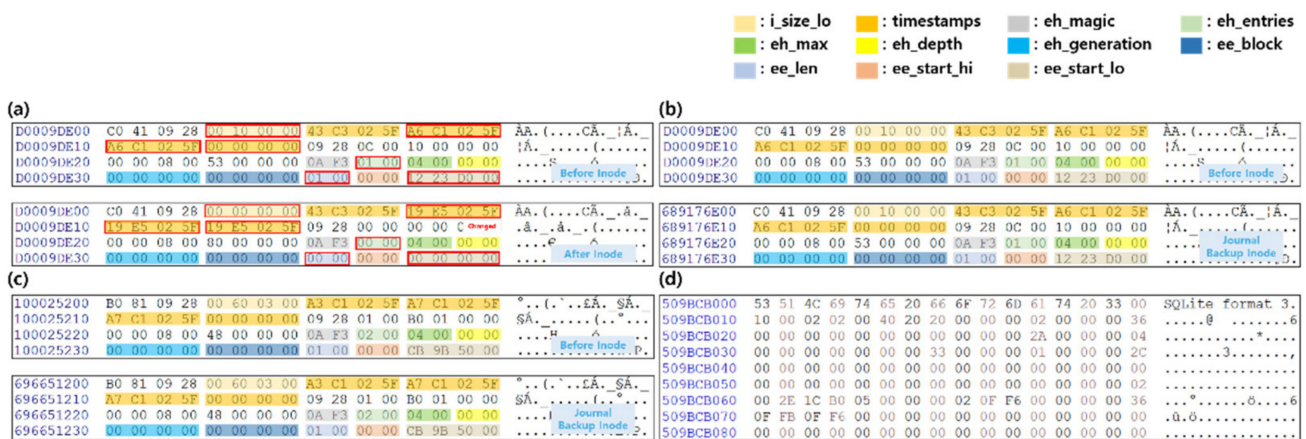 : i_size_lo : timestamps : eh_magic : eh_entries
: eh_max : eh_depth : eh_generation : ee_block
: ee_len : ee_start_hi : ee_start_lo
(a)
D0009DE00 C0 41 09 28 00 10 00 00 43 C3 02 5F A6 C1 02 5F ÀA.(....CÃ._¦Á._
D0009DE10 A6 C1 02 5F 00 00 00 00 09 28 0C 00 10 00 00 00
D0009DE20 00 00 08 00 53 00 00 00 0A F3 01 00 04 00 00 00
D0009DE30 00 00 00 00 00 00 00 00 01 00 00 00 12 23 D0 00
Before Inode
D0009DE00 C0 41 09 28 00 00 00 00 43 C3 02 5F 19 E5 02 5F ÀA.(....CÃ._.å._
D0009DE10 19 E5 02 5F 19 E5 02 5F 09 28 00 00 00 00 00 Changed
D0009DE20 00 00 08 00 80 00 00 00 0A F3 00 00 04 00 00 00
D0009DE30 00 00 00 00 00 00 00 00 00 00 00 00 00 00 00 00
After Inode
(b)
D0009DE00 C0 41 09 28 00 10 00 00 43 C3 02 5F A6 C1 02 5F ÀA.(....CÃ._¦Á._
D0009DE10 A6 C1 02 5F 00 00 00 00 09 28 0C 00 10 00 00 00
D0009DE20 00 00 08 00 53 00 00 00 0A F3 01 00 04 00 00 00
D0009DE30 00 00 00 00 00 00 00 00 01 00 00 00 12 23 D0 00
Before Inode
689176E00 C0 41 09 28 00 10 00 00 43 C3 02 5F A6 C1 02 5F ÀA.(....CÃ._¦Á._
689176E10 A6 C1 02 5F 00 00 00 00 09 28 0C 00 10 00 00 00
689176E20 00 00 08 00 53 00 00 00 0A F3 01 00 04 00 00 00
689176E30 00 00 00 00 00 00 00 00 01 00 00 00 12 23 D0 00
Journal
Backup Inode
(c)
100025200 B0 81 09 28 00 60 03 00 A3 C1 02 5F A7 C1 02 5F °..(.`..£Á._§Á._
100025210 A7 C1 02 5F 00 00 00 00 09 28 01 00 B0 01 00 00
100025220 00 00 08 00 48 00 00 00 0A F3 02 00 04 00 00 00
100025230 00 00 00 00 00 00 00 00 01 00 00 00 CB 9B 50 00
Before Inode
696651200 B0 81 09 28 00 60 03 00 A3 C1 02 5F A7 C1 02 5F °..(.`..£Á._§Á._
696651210 A7 C1 02 5F 00 00 00 00 09 28 01 00 B0 01 00 00
696651220 00 00 08 00 48 00 00 00 0A F3 02 00 04 00 00 00
696651230 00 00 00 00 00 00 00 00 01 00 00 00 CB 9B 50 00
Journal
Backup Inode
(d)
509BCB000 53 51 4C 69 74 65 20 66 6F 72 6D 61 74 20 33 00 SQLite format 3.
509BCB010 10 00 02 02 00 40 20 20 00 00 00 02 00 00 00 36 .....@ .......6
509BCB020 00 00 00 00 00 00 00 00 00 00 00 2A 00 00 00 04 ...........*....
509BCB030 00 00 00 00 00 00 00 33 00 00 00 01 00 00 00 2C .......3.......,
509BCB040 00 00 00 00 00 00 00 00 00 00 00 00 00 00 00 00 ................
509BCB050 00 00 00 00 00 00 00 00 00 00 00 00 00 00 00 02 ................
509BCB060 00 2E 1C B0 05 00 00 00 02 0F F6 00 00 00 00 36 ...°......ö....6
509BCB070 0F FB 0F F6 00 00 00 00 00 00 00 00 00 00 00 00 .û.ö............
509BCB080 00 00 00 00 00 00 00 00 00 00 00 00 00 00 00 00 ................